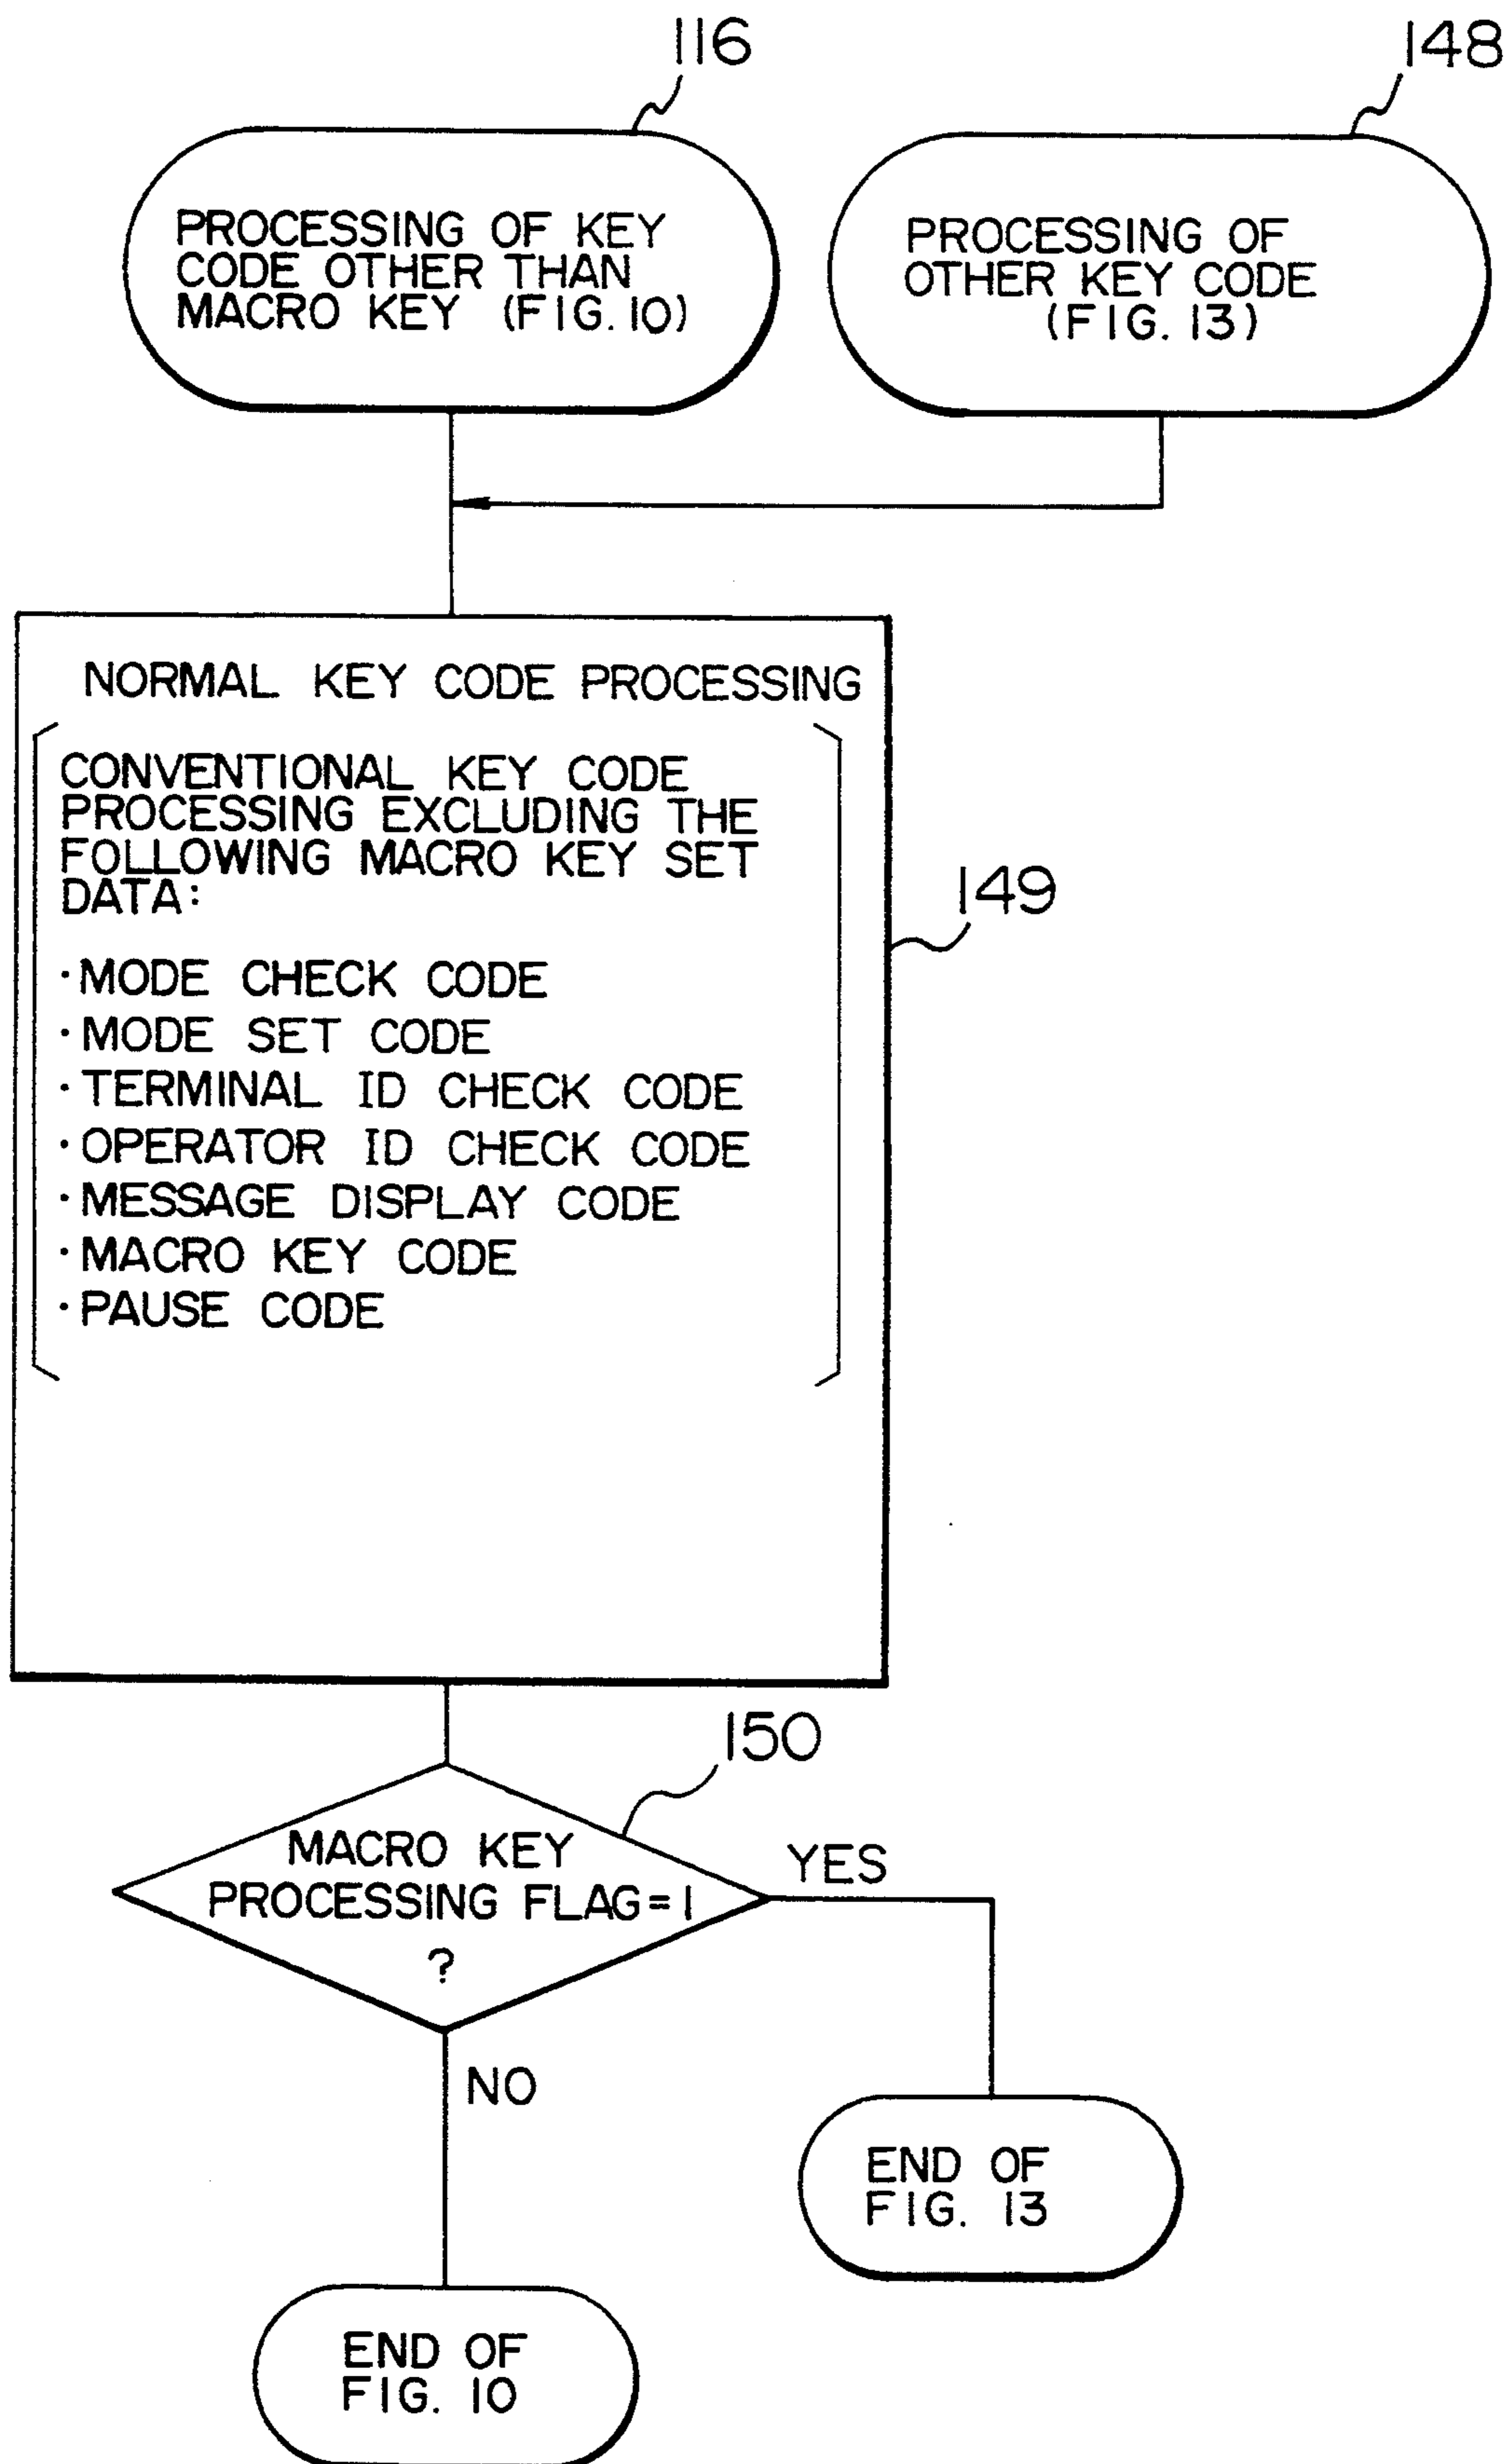 116
148
PROCESSING OF KEY
CODE OTHER THAN
MACRO KEY (FIG. 10)
PROCESSING OF
OTHER KEY CODE
(FIG. 13)
NORMAL KEY CODE PROCESSING
CONVENTIONAL KEY CODE
PROCESSING EXCLUDING THE
FOLLOWING MACRO KEY SET
DATA:
149
·MODE CHECK CODE
·MODE SET CODE
·TERMINAL ID CHECK CODE
·OPERATOR ID CHECK CODE
·MESSAGE DISPLAY CODE
·MACRO KEY CODE
·PAUSE CODE
150
MACRO KEY
PROCESSING FLAG=1
?
YES
NO
END OF
FIG. 13
END OF
FIG. 10